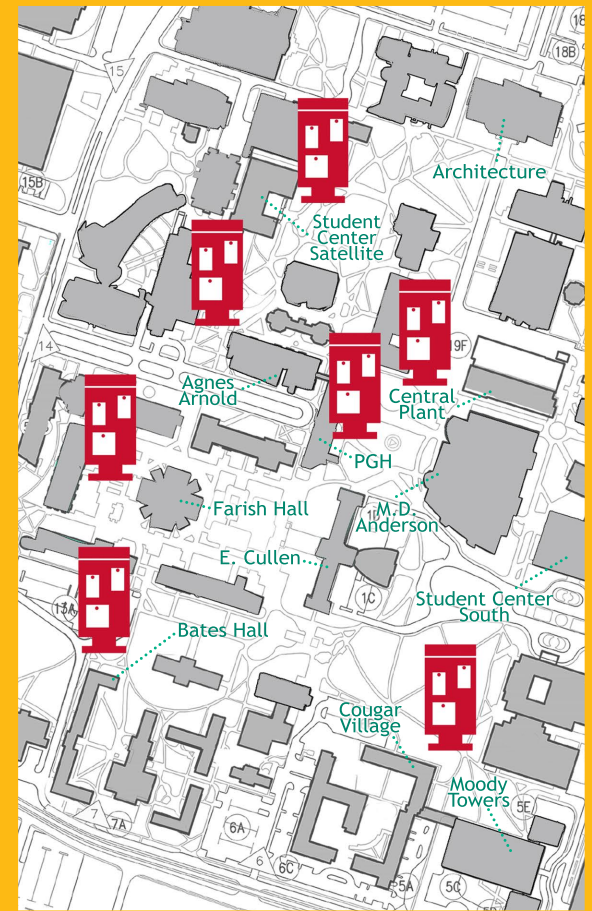 18
18B
15
Architecture
15B
Student
Center
Satellite
14
19F
Agnes
Arnold
Central
Plant
PGH
Farish Hall
M.D.
Anderson
E. Cullen
1C
Student Center
South
13A
Bates Hall
Cougar
Village
Moody
Towers
5E
7
7A
6A
6
6C
5A
5C